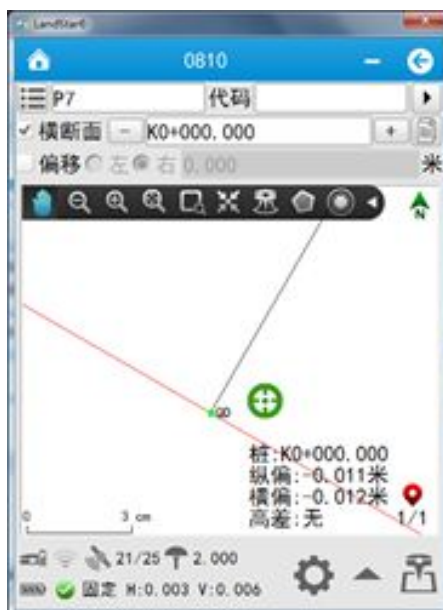 LandStar6
0810
P7 代码
横断面 - K0+000.000 +
偏移 左 右 0.000 米
N
桩:K0+000.000
纵偏:-0.011米
横偏:-0.012米
高差:无
0 3 cm 1/1
21/25 2.000
固定 H:0.003 V:0.006